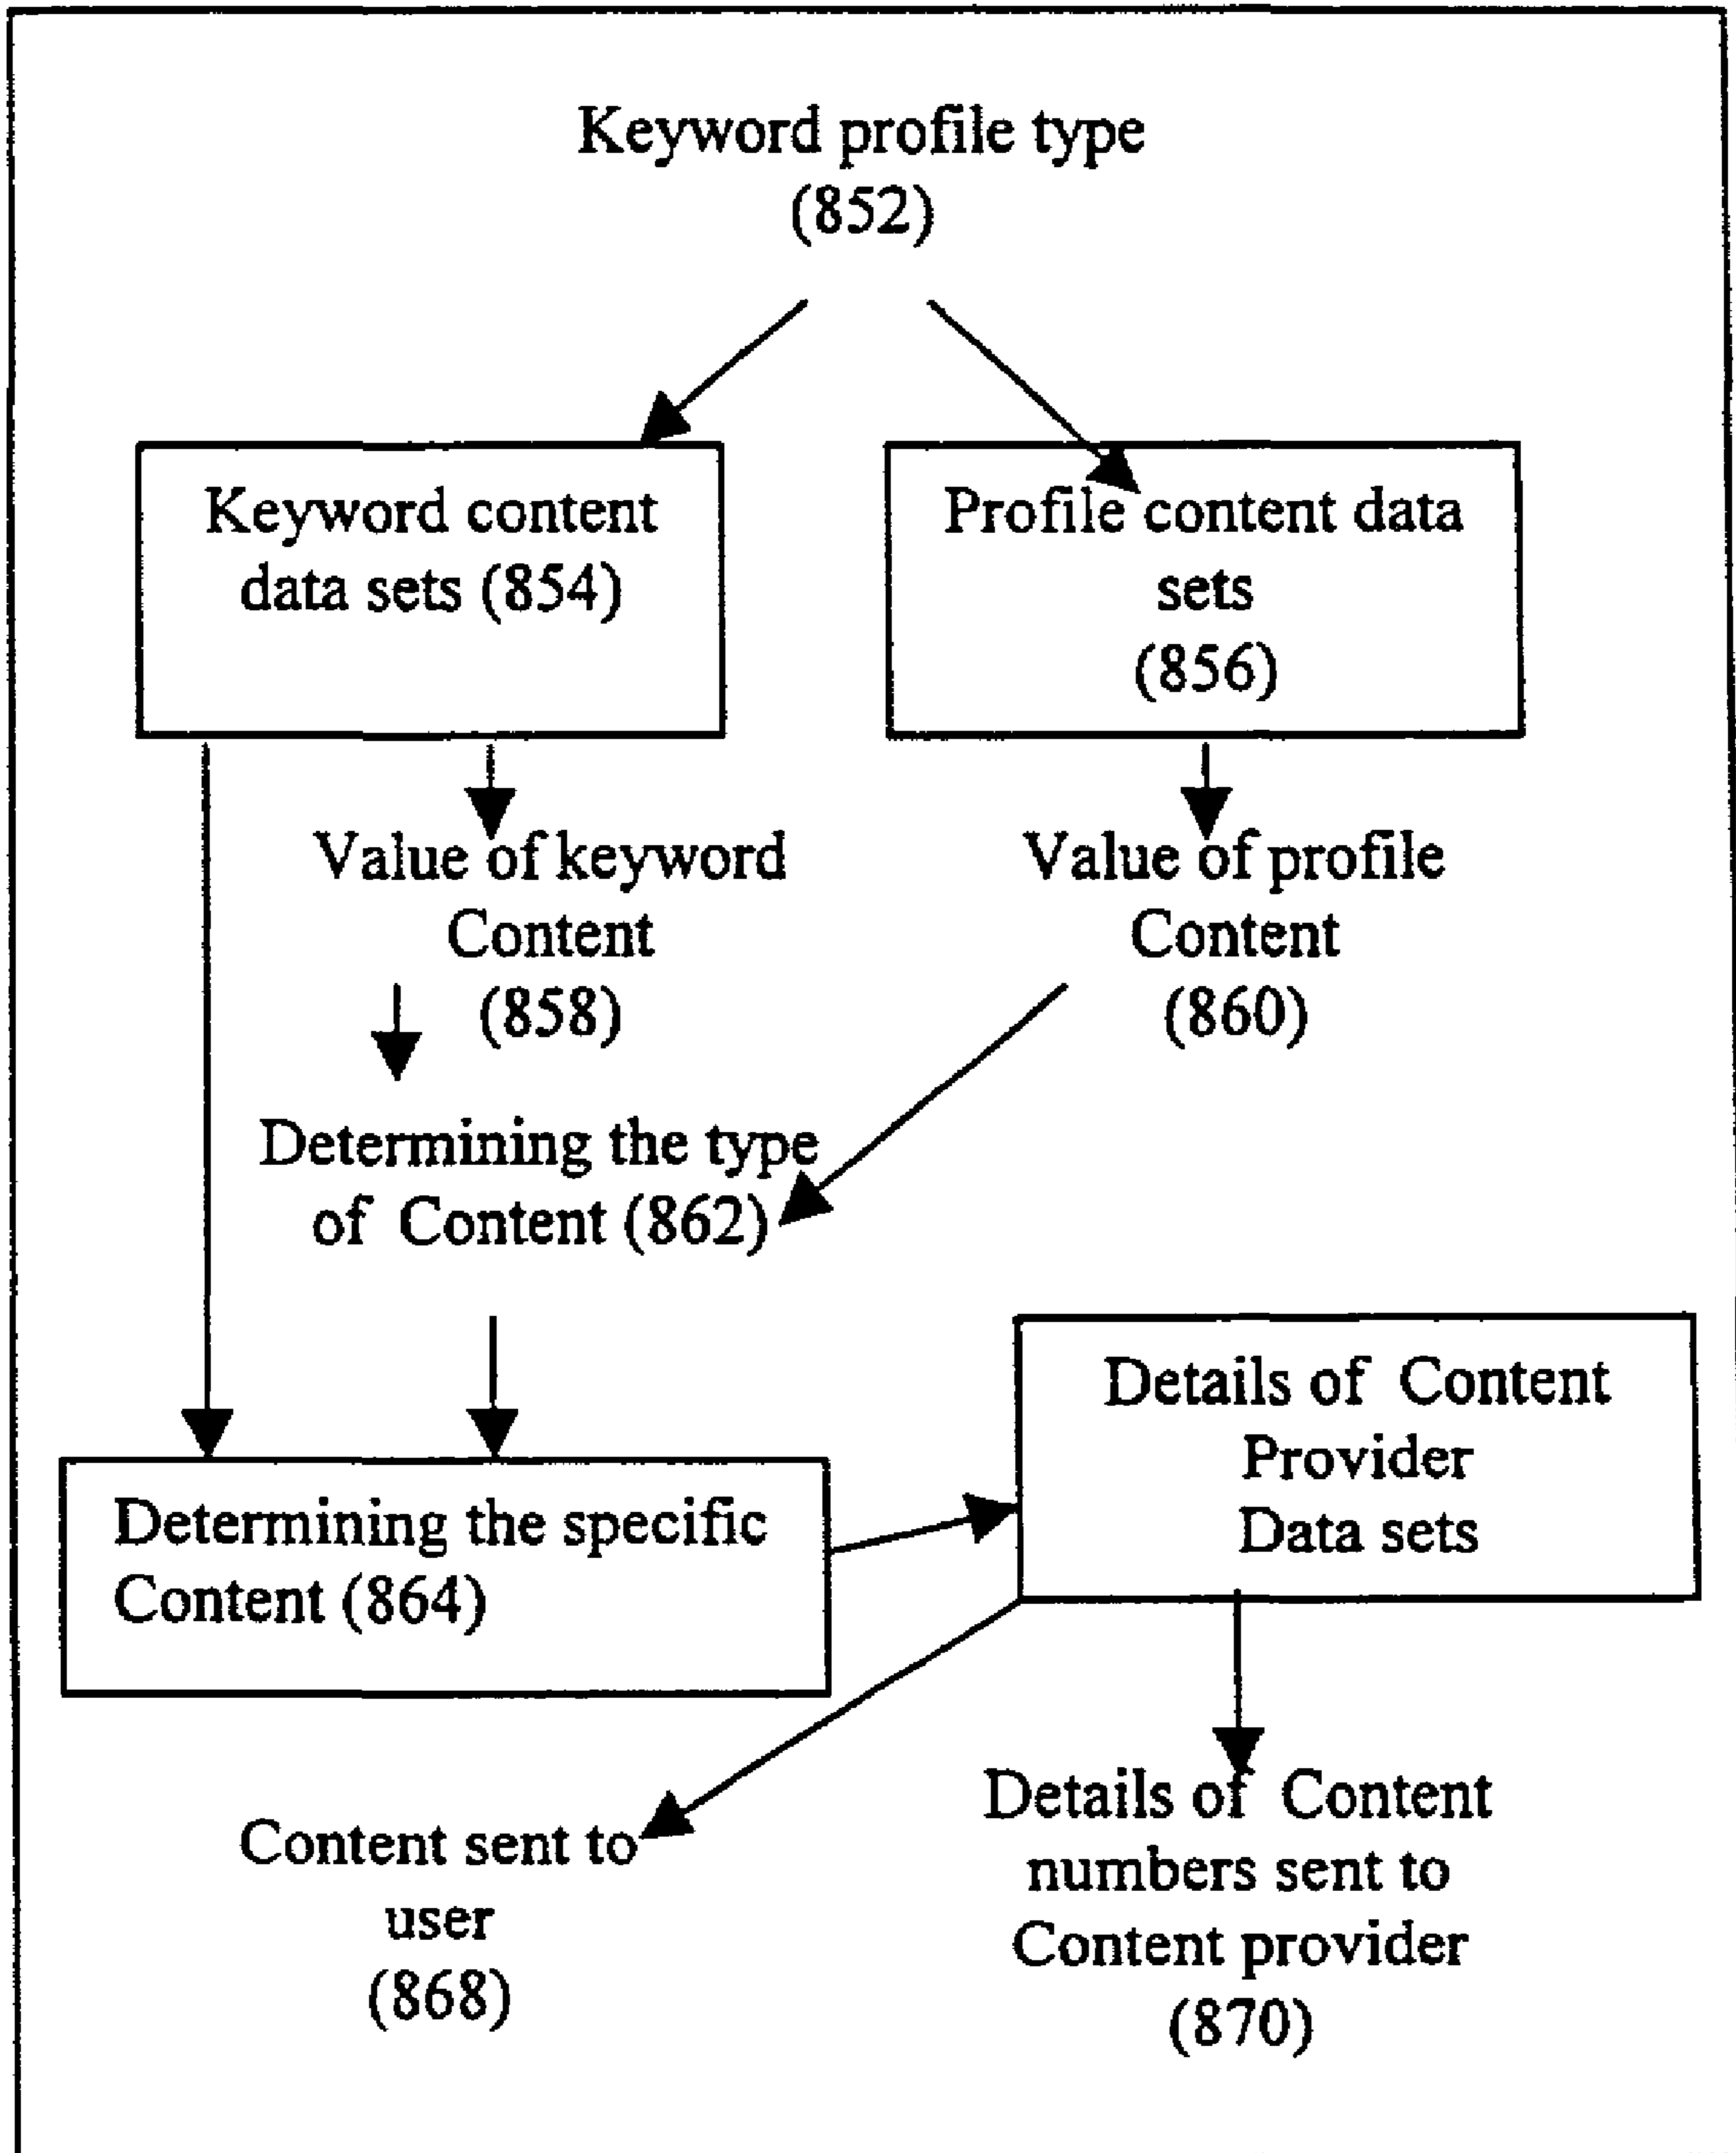 Keyword profile type
(852)
Keyword content
data sets (854)
Profile content data
sets
(856)
Value of keyword
Content
(858)
Value of profile
Content
(860)
Determining the type
of Content (862)
Details of Content
Provider
Data sets
Determining the specific
Content (864)
Content sent to
user
(868)
Details of Content
numbers sent to
Content provider
(870)